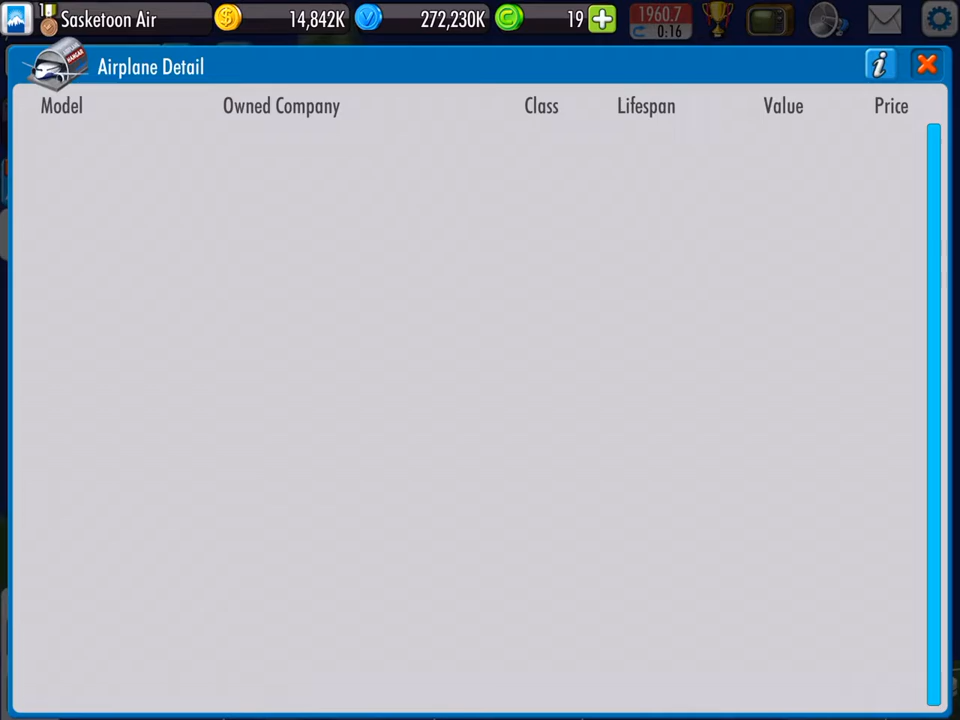 Sasketoon Air 14,842K 272,230K 19 1960.7
0:16
Airplane Detail
Model Owned Company Class Lifespan Value Price